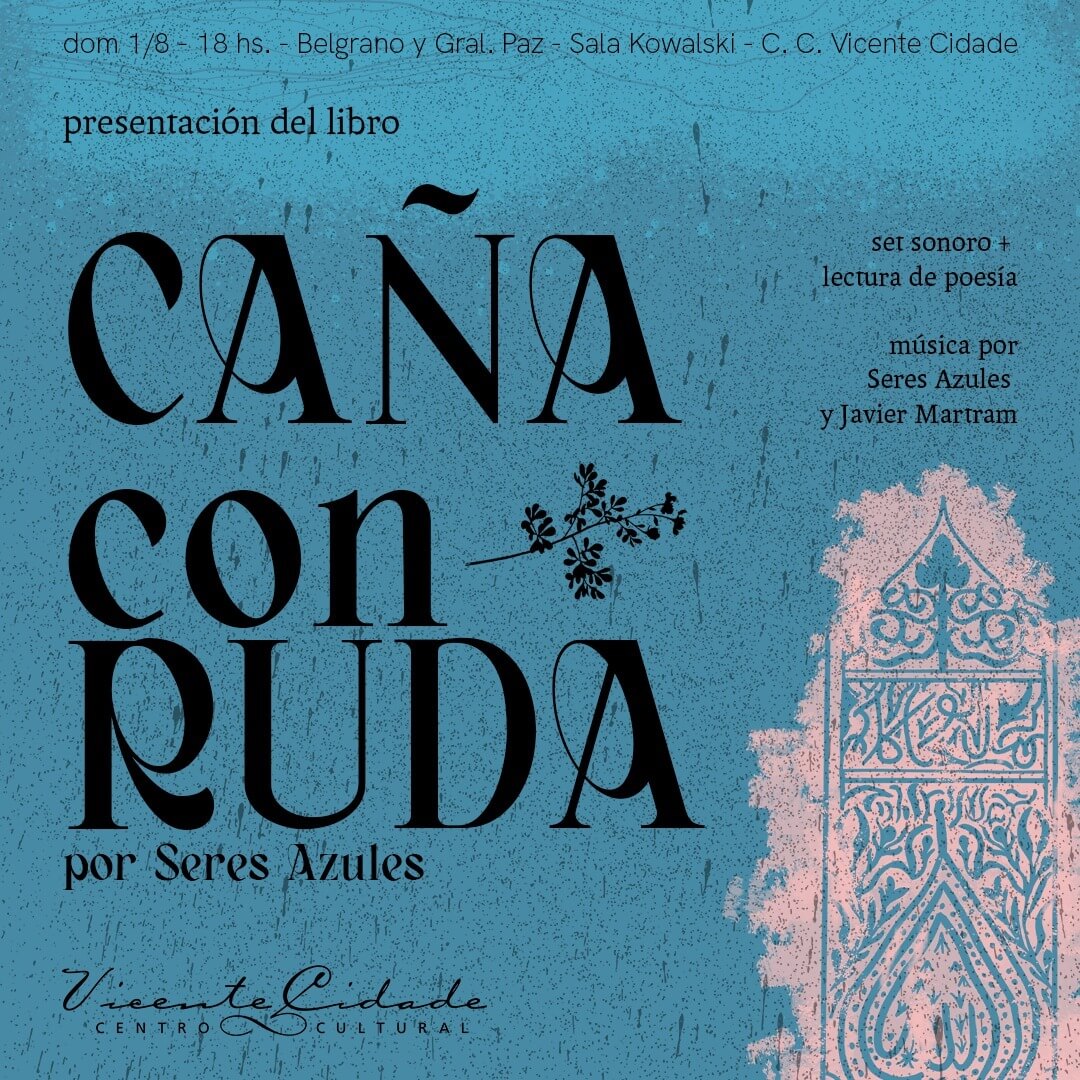 dom 1/8 - 18 hs. - Belgrano y Gral. Paz - Sala Kowalski - C. C. Vicente Cidade
presentación del libro
CAÑA
con
RUDA
por Seres Azules
set sonoro +
lectura de poesía
música por
Seres Azules
y Javier Martram
Vicente Cidade
CENTRO CULTURAL